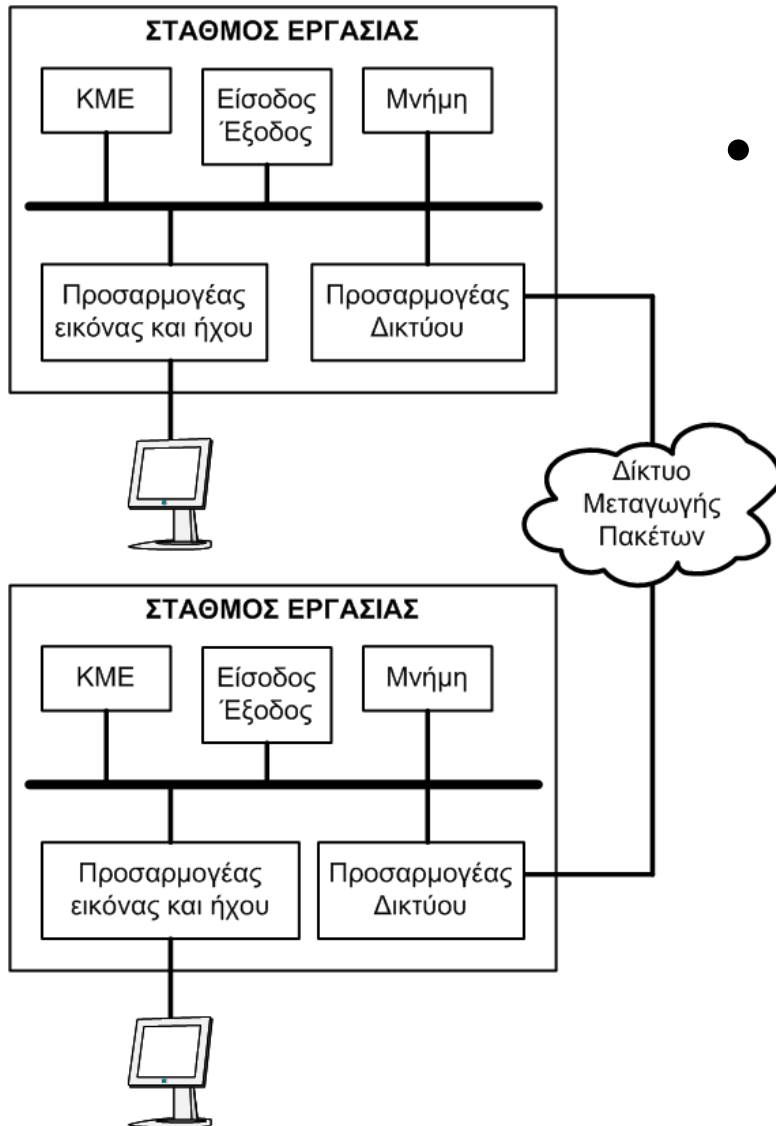 ΣΤΑΘΜΟΣ ΕΡΓΑΣΙΑΣ
ΚΜΕ
Είσοδος
Έξοδος
Μνήμη
Προσαρμογέας
εικόνας και ήχου
Προσαρμογέας
Δικτύου
Δίκτυο
Μεταγωγής
Πακέτων
ΣΤΑΘΜΟΣ ΕΡΓΑΣΙΑΣ
ΚΜΕ
Είσοδος
Έξοδος
Μνήμη
Προσαρμογέας
εικόνας και ήχου
Προσαρμογέας
Δικτύου